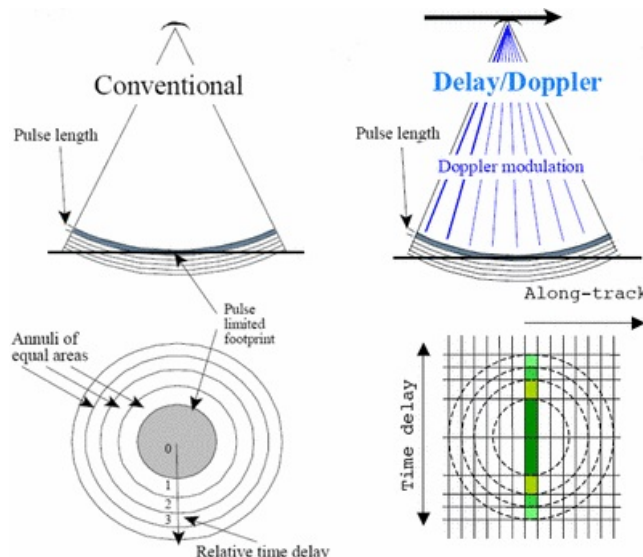 Conventional
Pulse length
Pulse
limited
footprint
Annuli of
equal areas
0
1
2
3
Relative time delay
Delay/Doppler
Pulse length
Doppler modulation
Along-track
Time delay